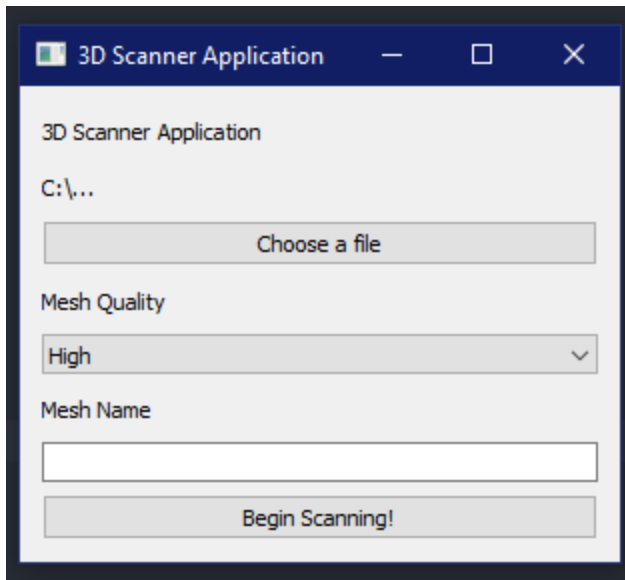 3D Scanner Application
3D Scanner Application
C:\...
Choose a file
Mesh Quality
High
Mesh Name
Begin Scanning!